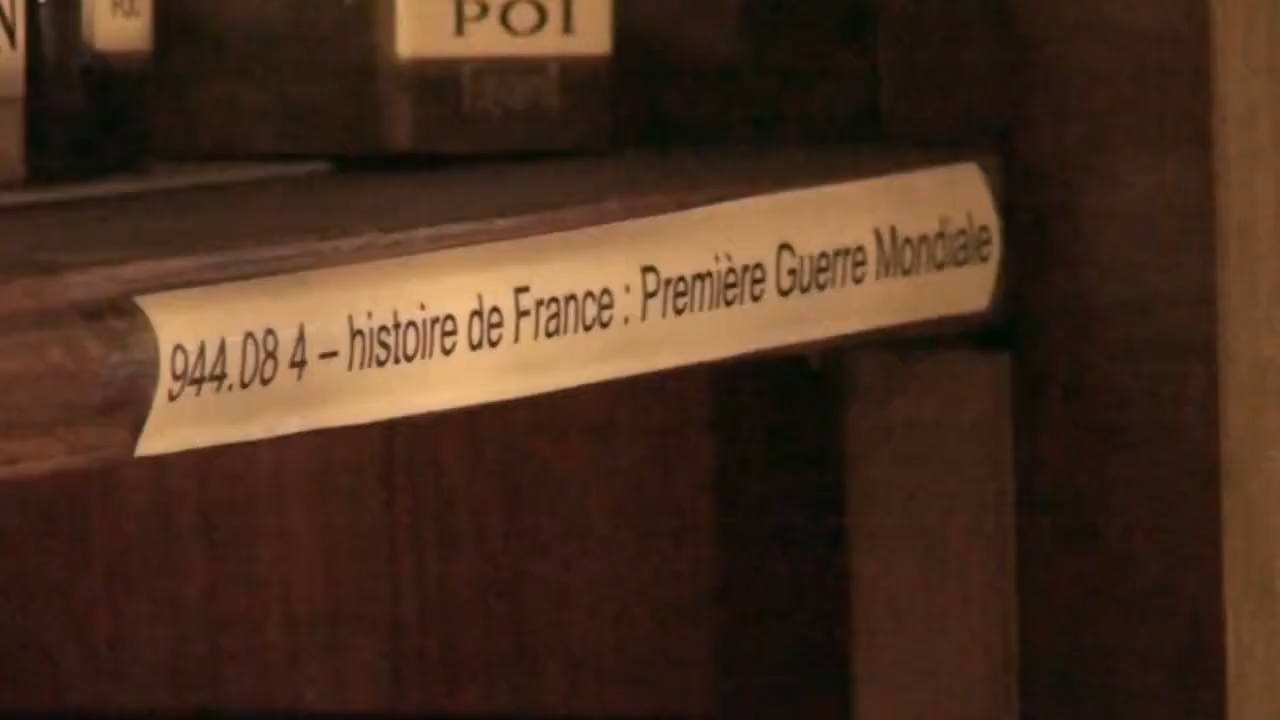 POI
944.08 4 – histoire de France : Première Guerre Mondiale